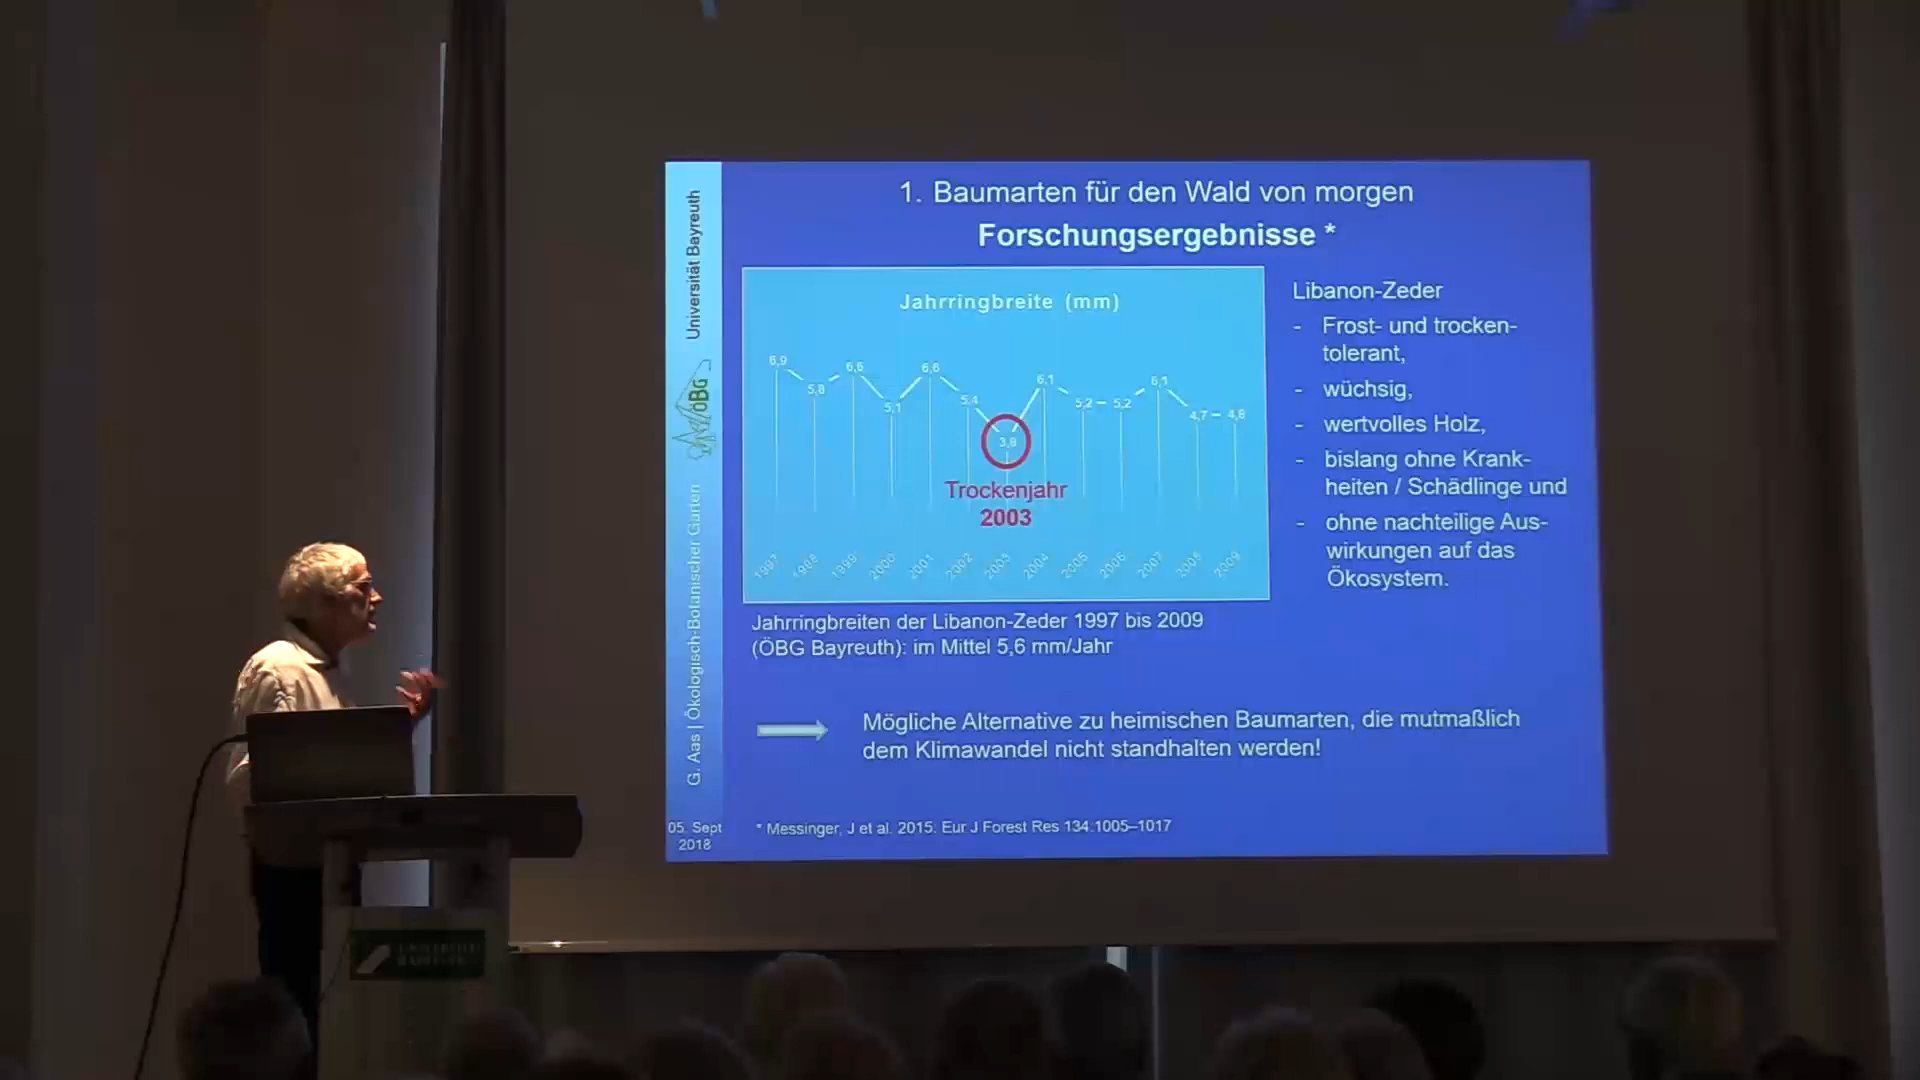 1. Baumarten für den Wald von morgen
Forschungsergebnisse *
Universität Bayreuth
ÖBG
G. Aas | Ökologisch-Botanischer Garten
05. Sept
2018
Jahrringbreite (mm)
6,9 5,8 6,6 5,1 6,6 5,4 3,8 6,1 5,2 5,2 6,1 4,7 4,8
Trockenjahr
2003
1997 1998 1999 2000 2001 2002 2003 2004 2005 2006 2007 2008 2009
Jahrringbreiten der Libanon-Zeder 1997 bis 2009
(ÖBG Bayreuth): im Mittel 5,6 mm/Jahr
Libanon-Zeder
- Frost- und trocken-
tolerant,
- wüchsig,
- wertvolles Holz,
- bislang ohne Krank-
heiten / Schädlinge und
- ohne nachteilige Aus-
wirkungen auf das
Ökosystem.
Mögliche Alternative zu heimischen Baumarten, die mutmaßlich
dem Klimawandel nicht standhalten werden!
* Messinger, J et al. 2015: Eur J Forest Res 134:1005–1017